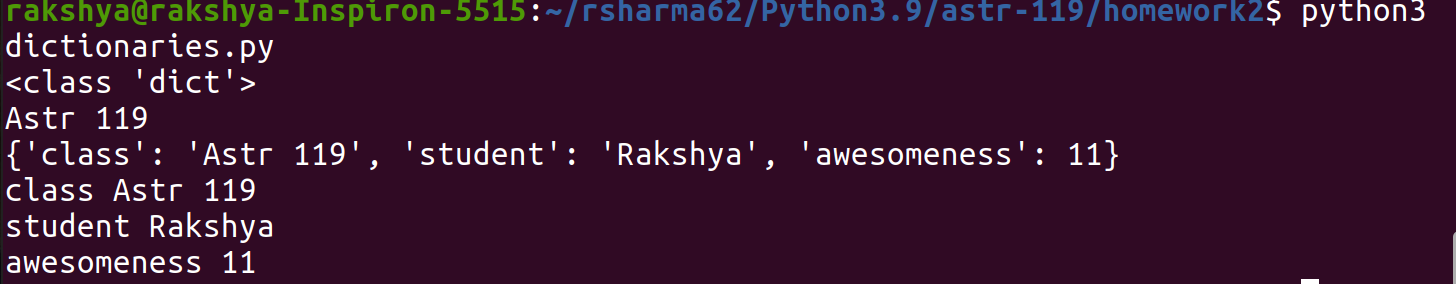 rakshya@rakshya-Inspiron-5515:~/rsharma62/Python3.9/astr-119/homework2$ python3
dictionaries.py
<class 'dict'>
Astr 119
{'class': 'Astr 119', 'student': 'Rakshya', 'awesomeness': 11}
class Astr 119
student Rakshya
awesomeness 11